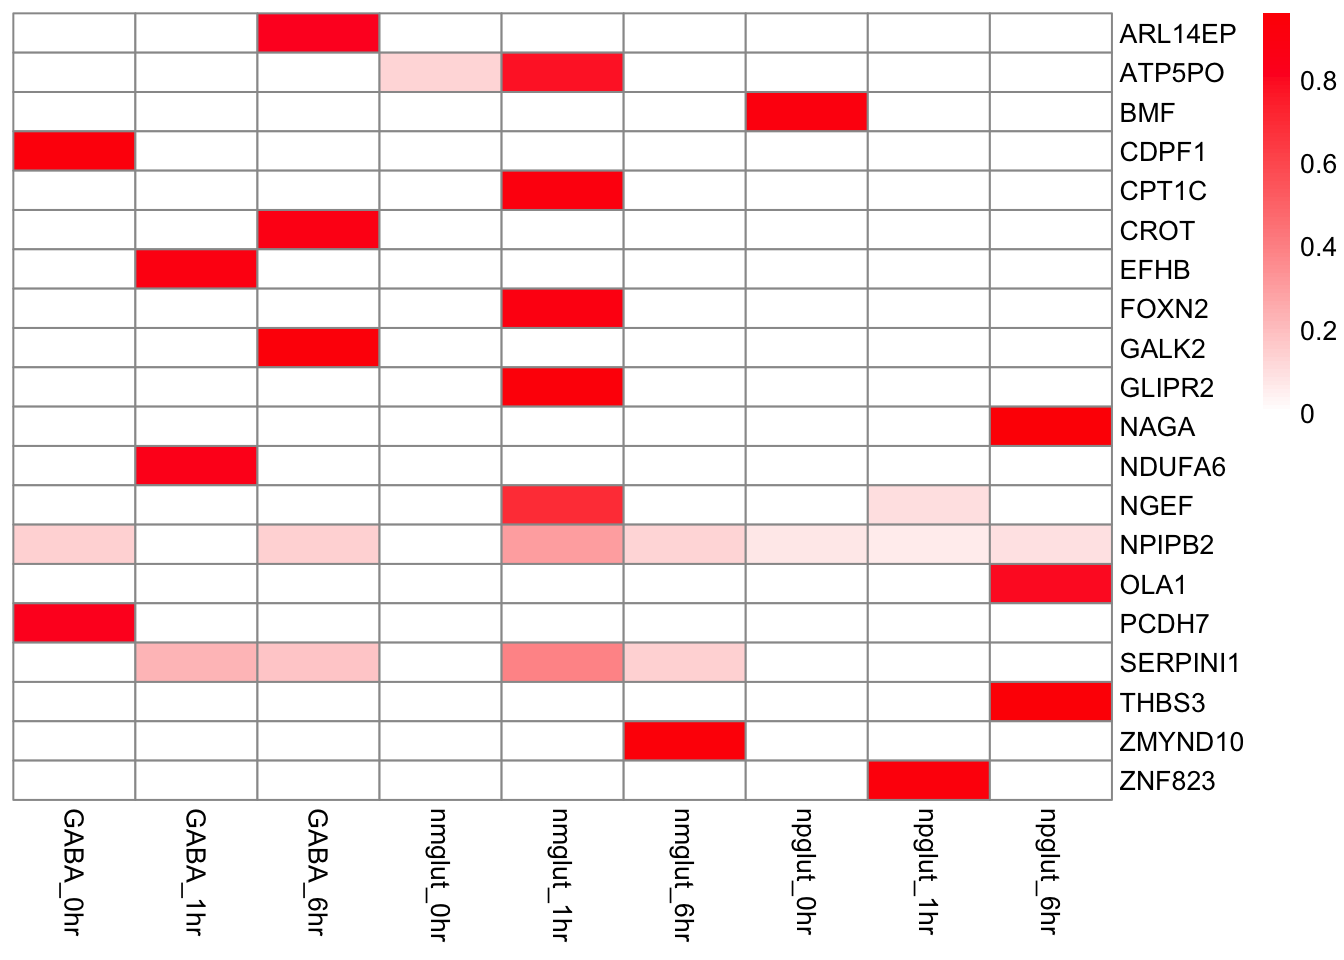 ARL14EP
ATP5PO
BMF
CDPF1
CPT1C
CROT
EFHB
FOXN2
GALK2
GLIPR2
NAGA
NDUFA6
NGEF
NPIPB2
OLA1
PCDH7
SERPINI1
THBS3
ZMYND10
ZNF823
0.8
0.6
0.4
0.2
0
GABA_0hr
GABA_1hr
GABA_6hr
nmglut_0hr
nmglut_1hr
nmglut_6hr
npglut_0hr
npglut_1hr
npglut_6hr